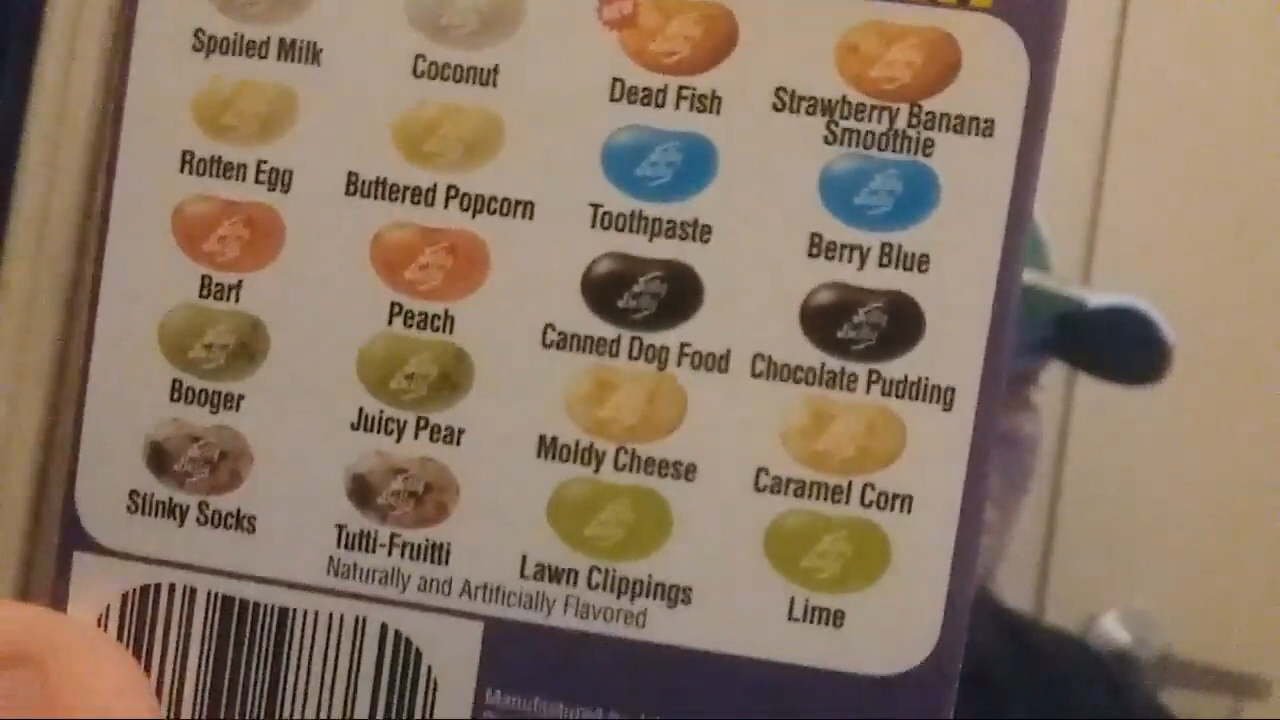 Spoiled Milk
Coconut
Dead Fish
Strawberry Banana
Smoothie
Rotten Egg
Buttered Popcorn
Toothpaste
Berry Blue
Barf
Peach
Canned Dog Food
Chocolate Pudding
Booger
Juicy Pear
Moldy Cheese
Caramel Corn
Stinky Socks
Tutti-Fruitti
Lawn Clippings
Lime
Naturally and Artificially Flavored
Manufactured